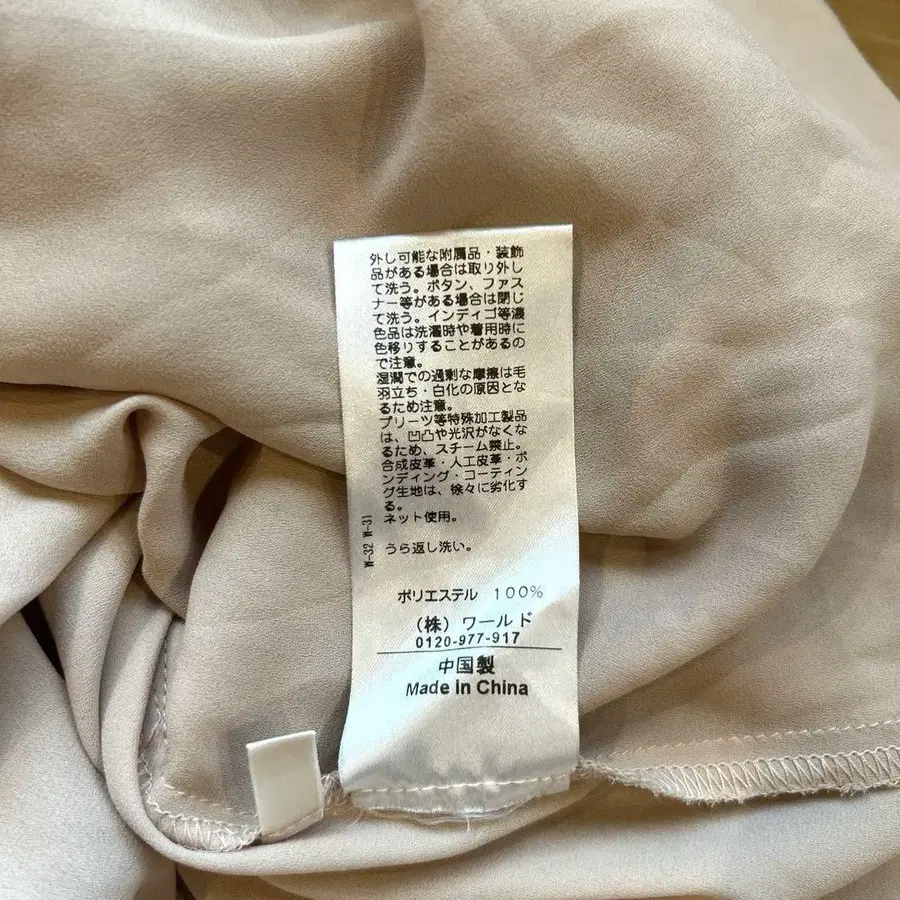 外し可能な附属品・装飾
品がある場合は取り外し
て洗う。ボタン、ファス
ナー等がある場合は閉じ
て洗う。インディゴ等濃
色品は洗濯時や着用時に
色移りすることがあるの
で注意。
湿潤での過剰な摩擦は毛
羽立ち・白化の原因とな
るため注意。
プリーツ等特殊加工製品
は、凹凸や光沢がなくな
るため、スチーム禁止。
合成皮革・人工皮革・ボ
ンディング・コーティン
グ生地は、徐々に劣化す
る。
ネット使用。
うら返し洗い。
W-32 W-31
ポリエステル 100%
(株) ワールド
0120-977-917
中国製
Made in China